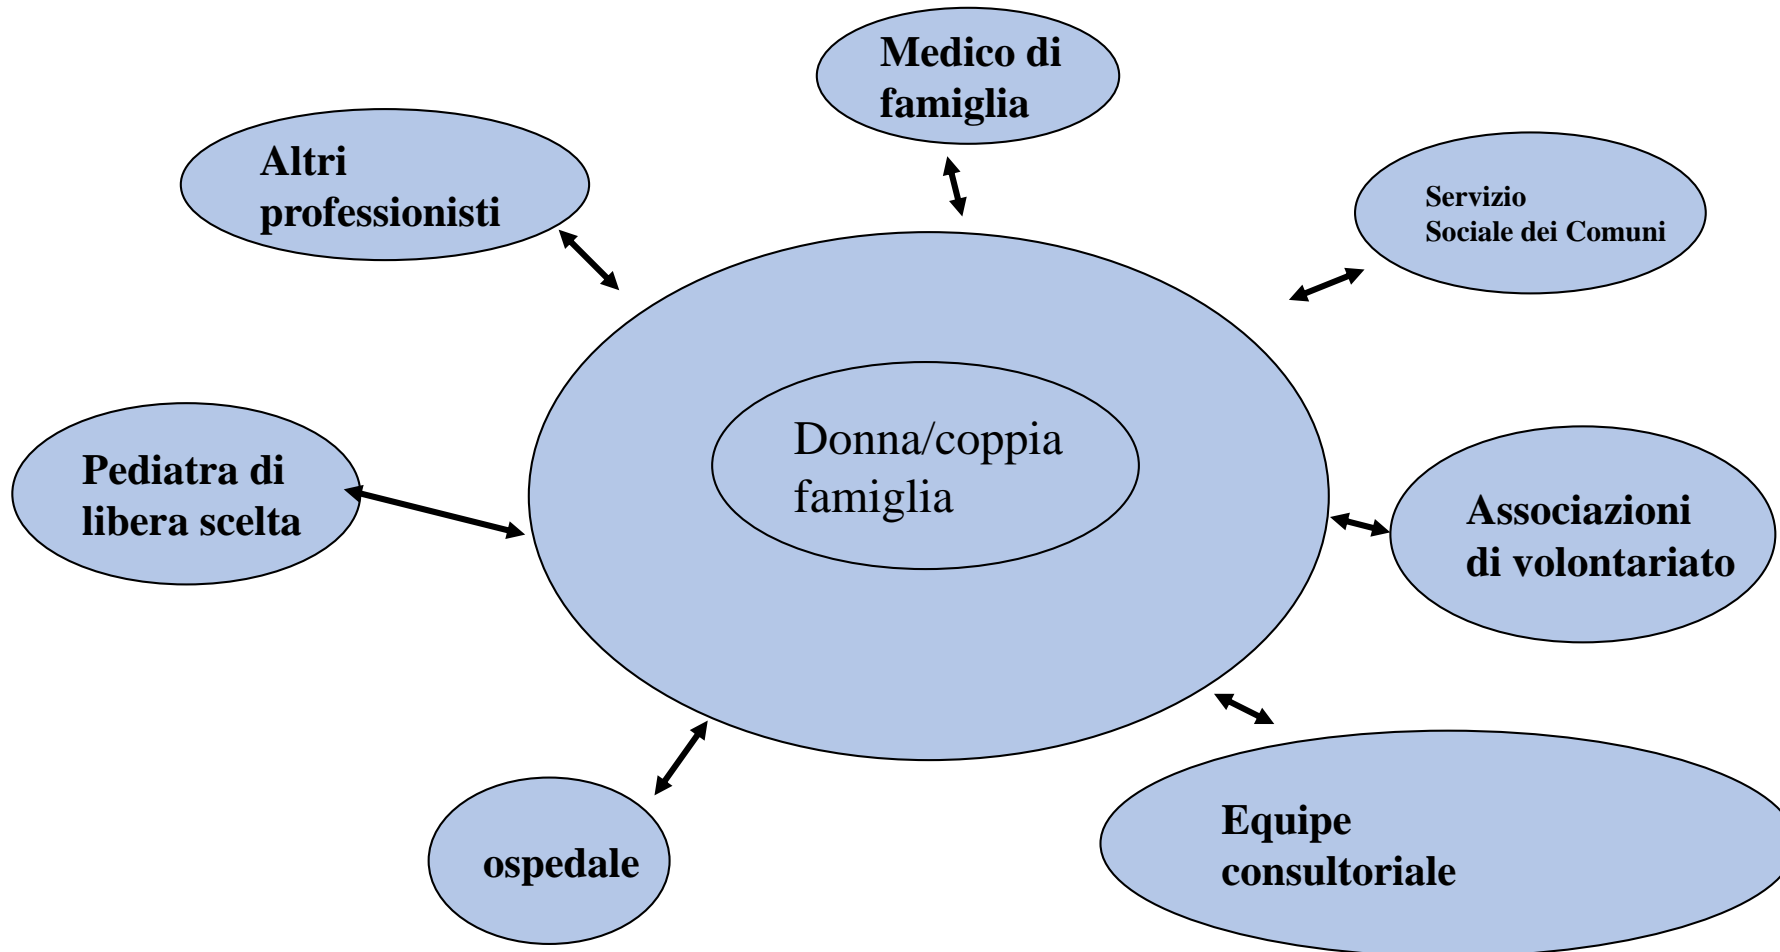 Medico di
famiglia
Altri
professionisti
Servizio
Sociale dei Comuni
Donna/coppia
famiglia
Pediatra di
libera scelta
Associazioni
di volontariato
ospedale
Equipe
consultoriale